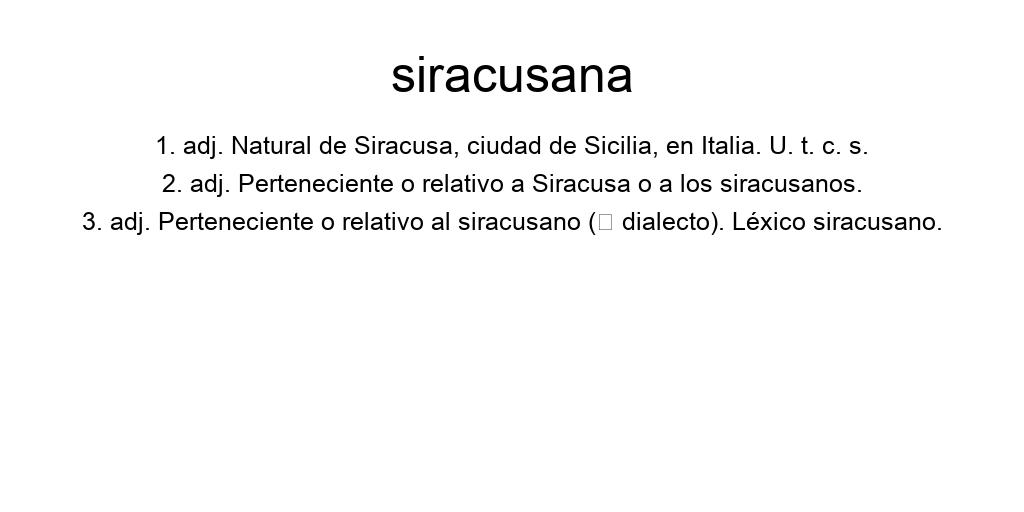 siracusana
1. adj. Natural de Siracusa, ciudad de Sicilia, en Italia. U. t. c. s.
2. adj. Perteneciente o relativo a Siracusa o a los siracusanos.
3. adj. Perteneciente o relativo al siracusano (□ dialecto). Léxico siracusano.